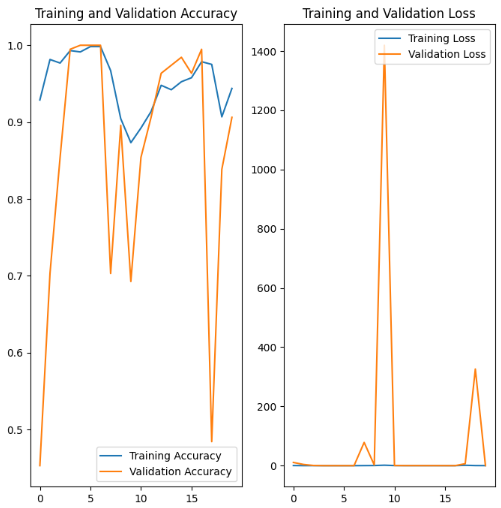 Training and Validation Accuracy
1.0
0.9
0.8
0.7
0.6
0.5
0 5 10 15
Training Accuracy
Validation Accuracy
Training and Validation Loss
1400
1200
1000
800
600
400
200
0
0 5 10 15
Training Loss
Validation Loss